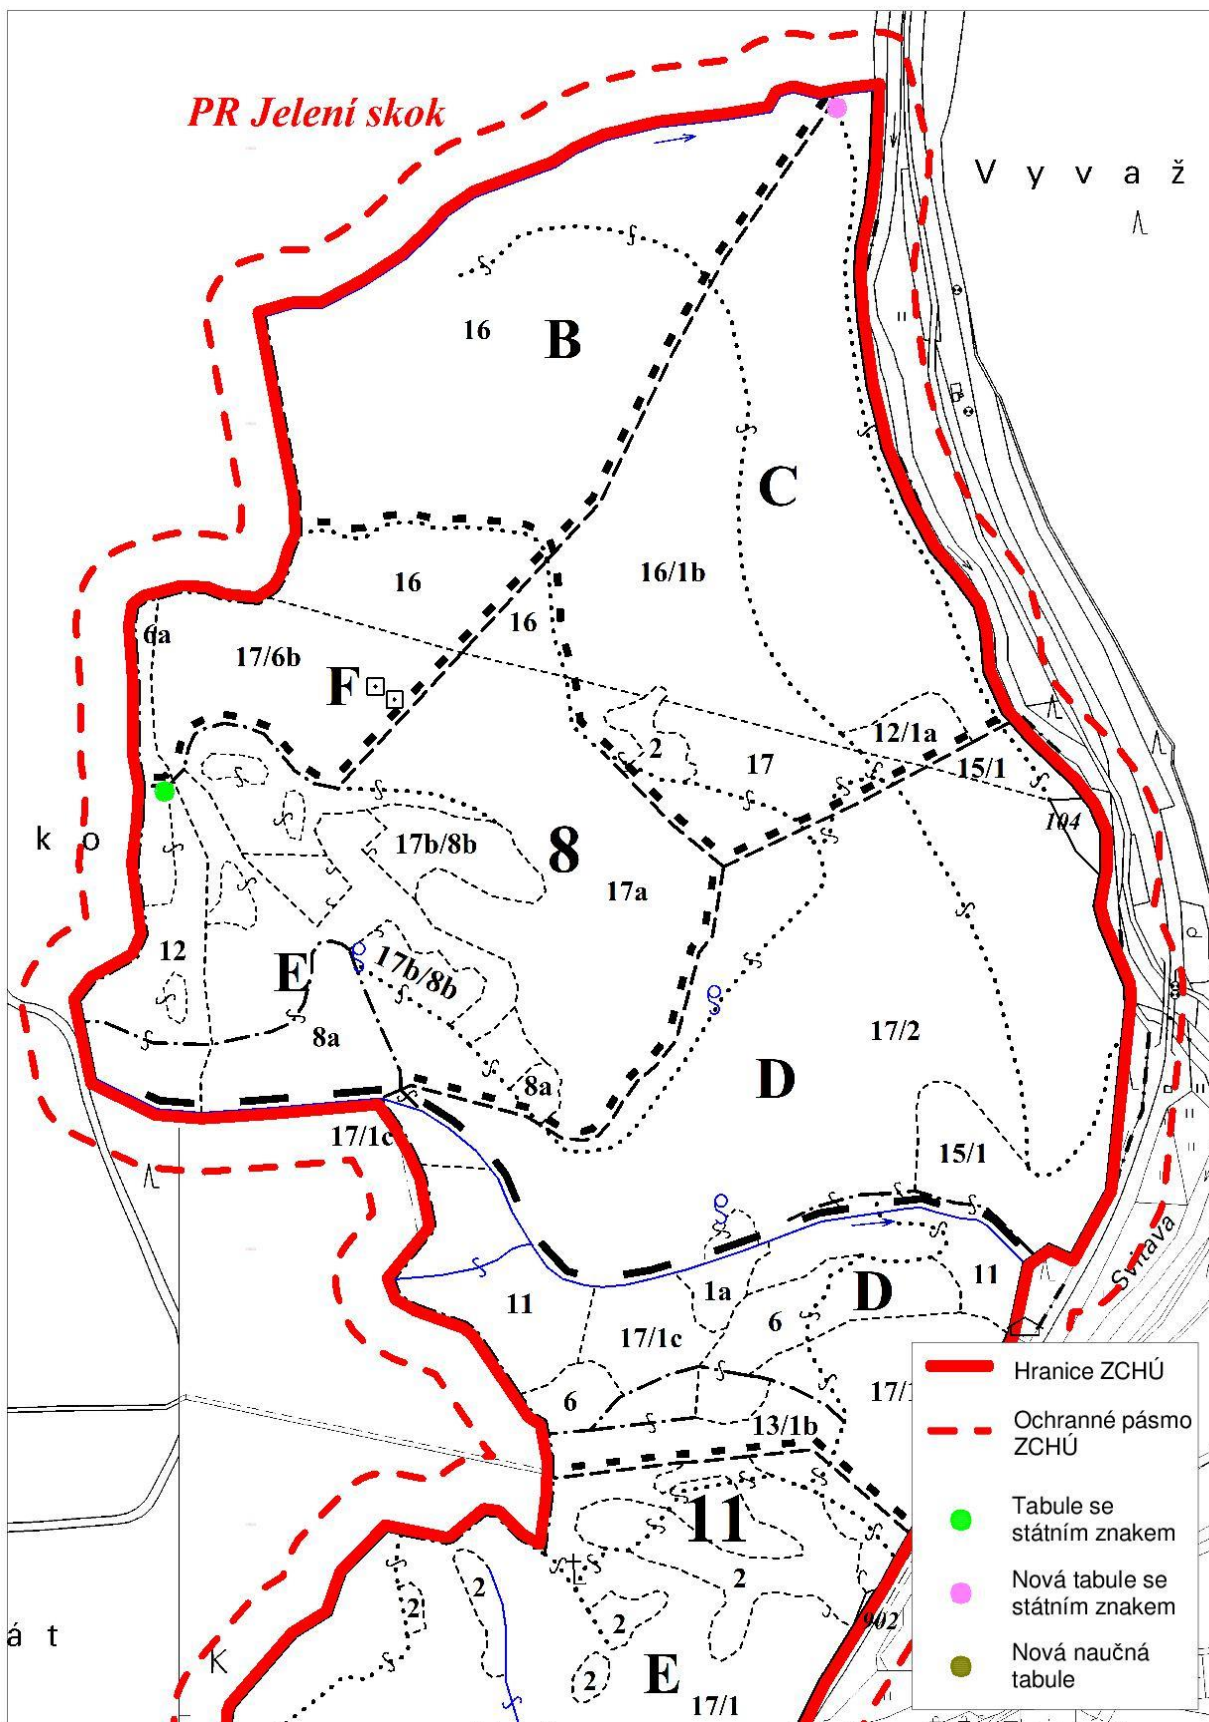 PR Jelení skok
V y v a ž
16
B
C
16
16
16/1b
6a
17/6b
F
2
17
12/1a
15/1
104
k o
17b/8b
8
17a
12
E
17b/8b
8a
17/2
8a
D
17/1c
15/1
11
1a
D
11
17/1c
6
Svitava
6
13/1b
11
2
2
2
2
2
902
E
17/1
á t
Hranice ZCHÚ
Ochranné pásmo
ZCHÚ
Tabule se
státním znakem
Nová tabule se
státním znakem
Nová naučná
tabule